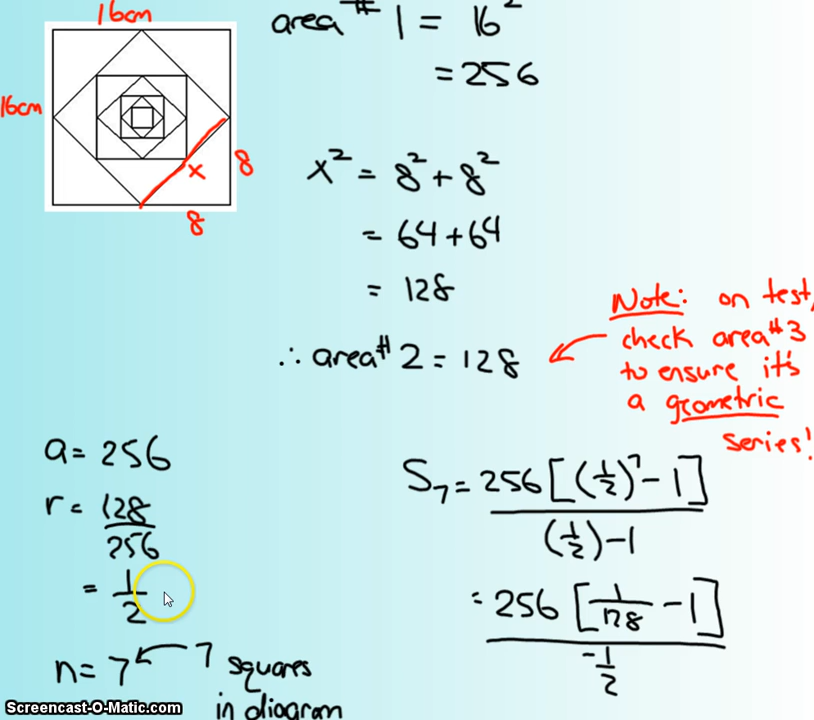 16cm
16cm
x
8
8
area #1 = 16²
= 256
x² = 8² + 8²
= 64 + 64
= 128
∴ area #2 = 128
Note: on test,
check area #3
to ensure it's
a geometric
series!
a = 256
r = 128/256
= 1/2
n = 7 ← 7 squares
in diagram
S₇ = 256[(1/2)⁷ - 1]
(1/2) - 1
= 256[1/128 - 1]
-1/2
Screencast-O-Matic.com